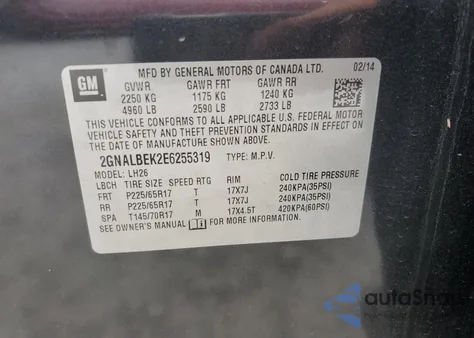 GM
MFD BY GENERAL MOTORS OF CANADA LTD. 02/14
GVWR GAWR FRT GAWR RR
2250 KG 1175 KG 1240 KG
4960 LB 2590 LB 2733 LB
THIS VEHICLE CONFORMS TO ALL APPLICABLE U.S. FEDERAL MOTOR
VEHICLE SAFETY, BUMPER, AND THEFT PREVENTION STANDARDS IN EFFECT ON
THE DATE OF MANUFACTURE SHOWN ABOVE.
2GNALBEK2E6255319 TYPE: M.P.V.
MODEL: LH26
LBCH TIRE SIZE SPEED RTG RIM COLD TIRE PRESSURE
FRT P225/65R17 T 17X7J 240KPA(35PSI)
RR P225/65R17 T 17X7J 240KPA(35PSI)
SPA T145/70R17 M 17X4.5T 420KPA(60PSI)
SEE OWNER'S MANUAL FOR MORE INFORMATION.
autoSnap